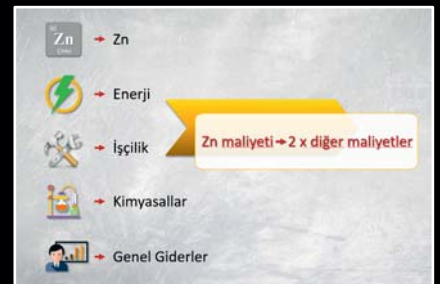 Zn
Zn
Enerji
İşçilik
Zn maliyeti → 2 x diğer maliyetler
Kimyasallar
Genel Giderler